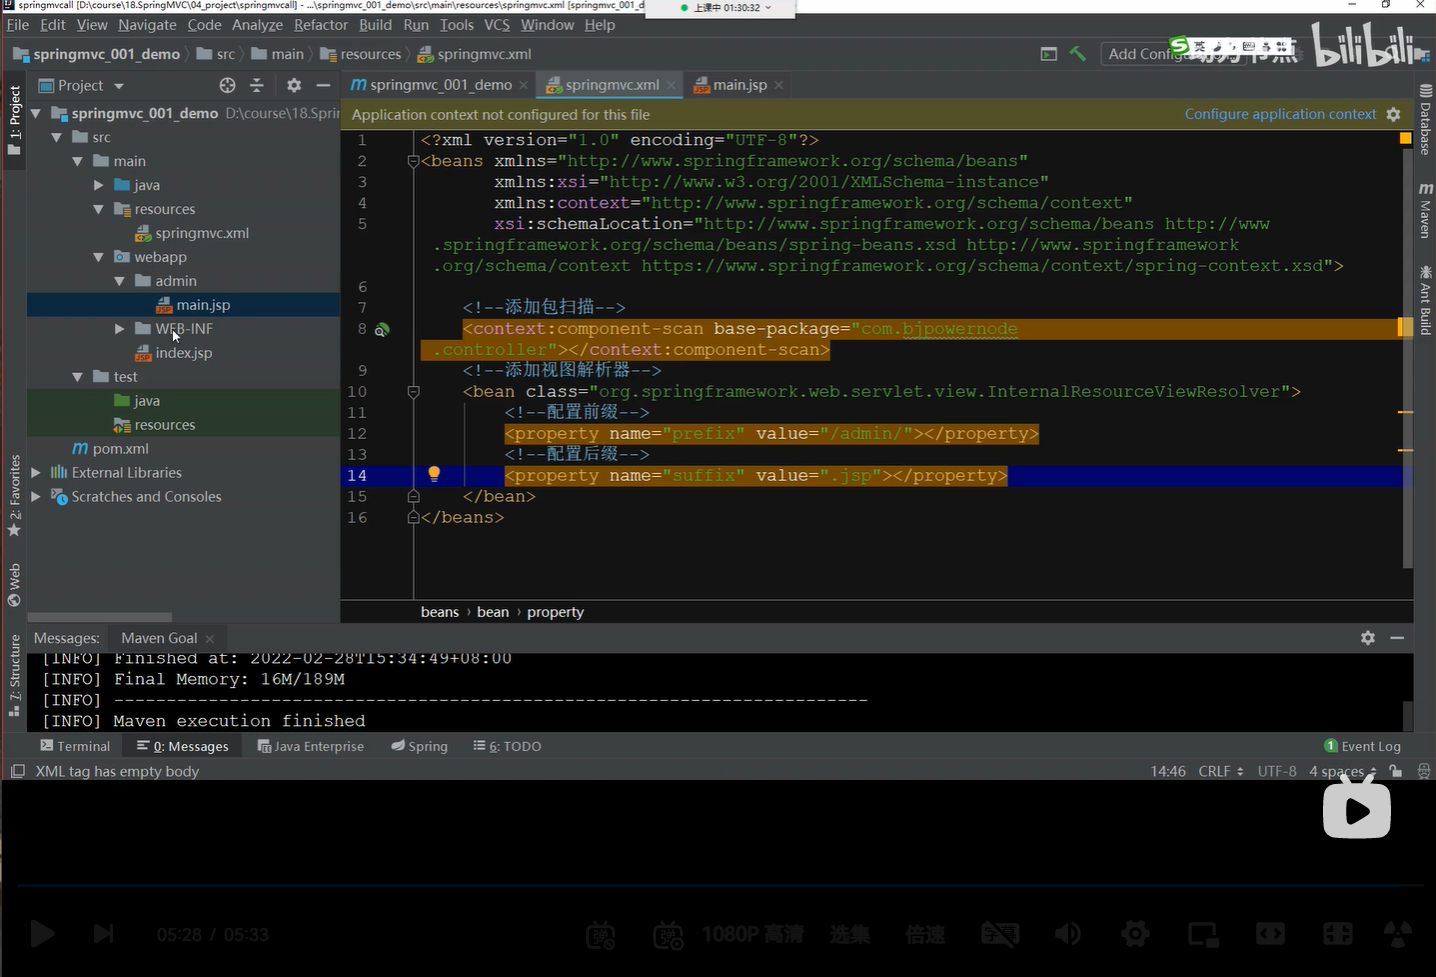 springmvcall [D:\course\18.SpringMVC\04_project\springmvcall] - ...\springmvc_001_demo\src\main\resources\springmvc.xml [springmvc_001_d
上课中 01:30:32
File Edit View Navigate Code Analyze Refactor Build Run Tools VCS Window Help
springmvc_001_demo src main resources springmvc.xml
英
bilibili
Project
springmvc_001_demo springmvc.xml main.jsp
Application context not configured for this file
Configure application context
1: Project
2: Favorites
Web
7: Structure
Database
Maven
Ant Build
springmvc_001_demo D:\course\18.Sprir
src
main
java
resources
springmvc.xml
webapp
admin
main.jsp
WEB-INF
index.jsp
test
java
resources
pom.xml
External Libraries
Scratches and Consoles
1 <?xml version="1.0" encoding="UTF-8"?>
2 <beans xmlns="http://www.springframework.org/schema/beans"
3 xmlns:xsi="http://www.w3.org/2001/XMLSchema-instance"
4 xmlns:context="http://www.springframework.org/schema/context"
5 xsi:schemaLocation="http://www.springframework.org/schema/beans http://www
.springframework.org/schema/beans/spring-beans.xsd http://www.springframework
.org/schema/context https://www.springframework.org/schema/context/spring-context.xsd">
6
7 <!--添加包扫描-->
8 <context:component-scan base-package="com.bjpowernode
.controller"></context:component-scan>
9 <!--添加视图解析器-->
10 <bean class="org.springframework.web.servlet.view.InternalResourceViewResolver">
11 <!--配置前缀-->
12 <property name="prefix" value="/admin/"></property>
13 <!--配置后缀-->
14 <property name="suffix" value=".jsp"></property>
15 </bean>
16 </beans>
beans › bean › property
Messages: Maven Goal
[INFO] Finished at: 2022-02-28T15:34:49+08:00
[INFO] Final Memory: 16M/189M
[INFO] ------------------------------------------------------------------------
[INFO] Maven execution finished
Terminal 0: Messages Java Enterprise Spring 6: TODO
1 Event Log
XML tag has empty body
14:46 CRLF UTF-8 4 spaces
05:28 / 05:33
1080P 高清 选集 倍速 字幕